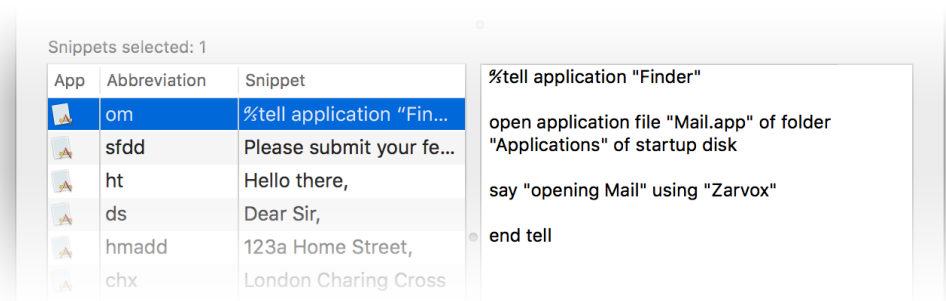 Snippets selected: 1
App Abbreviation Snippet
om %tell application “Fin...
sfdd Please submit your fe...
ht Hello there,
ds Dear Sir,
hmadd 123a Home Street,
chx London Charing Cross
%tell application "Finder"
open application file "Mail.app" of folder
"Applications" of startup disk
say "opening Mail" using "Zarvox"
end tell